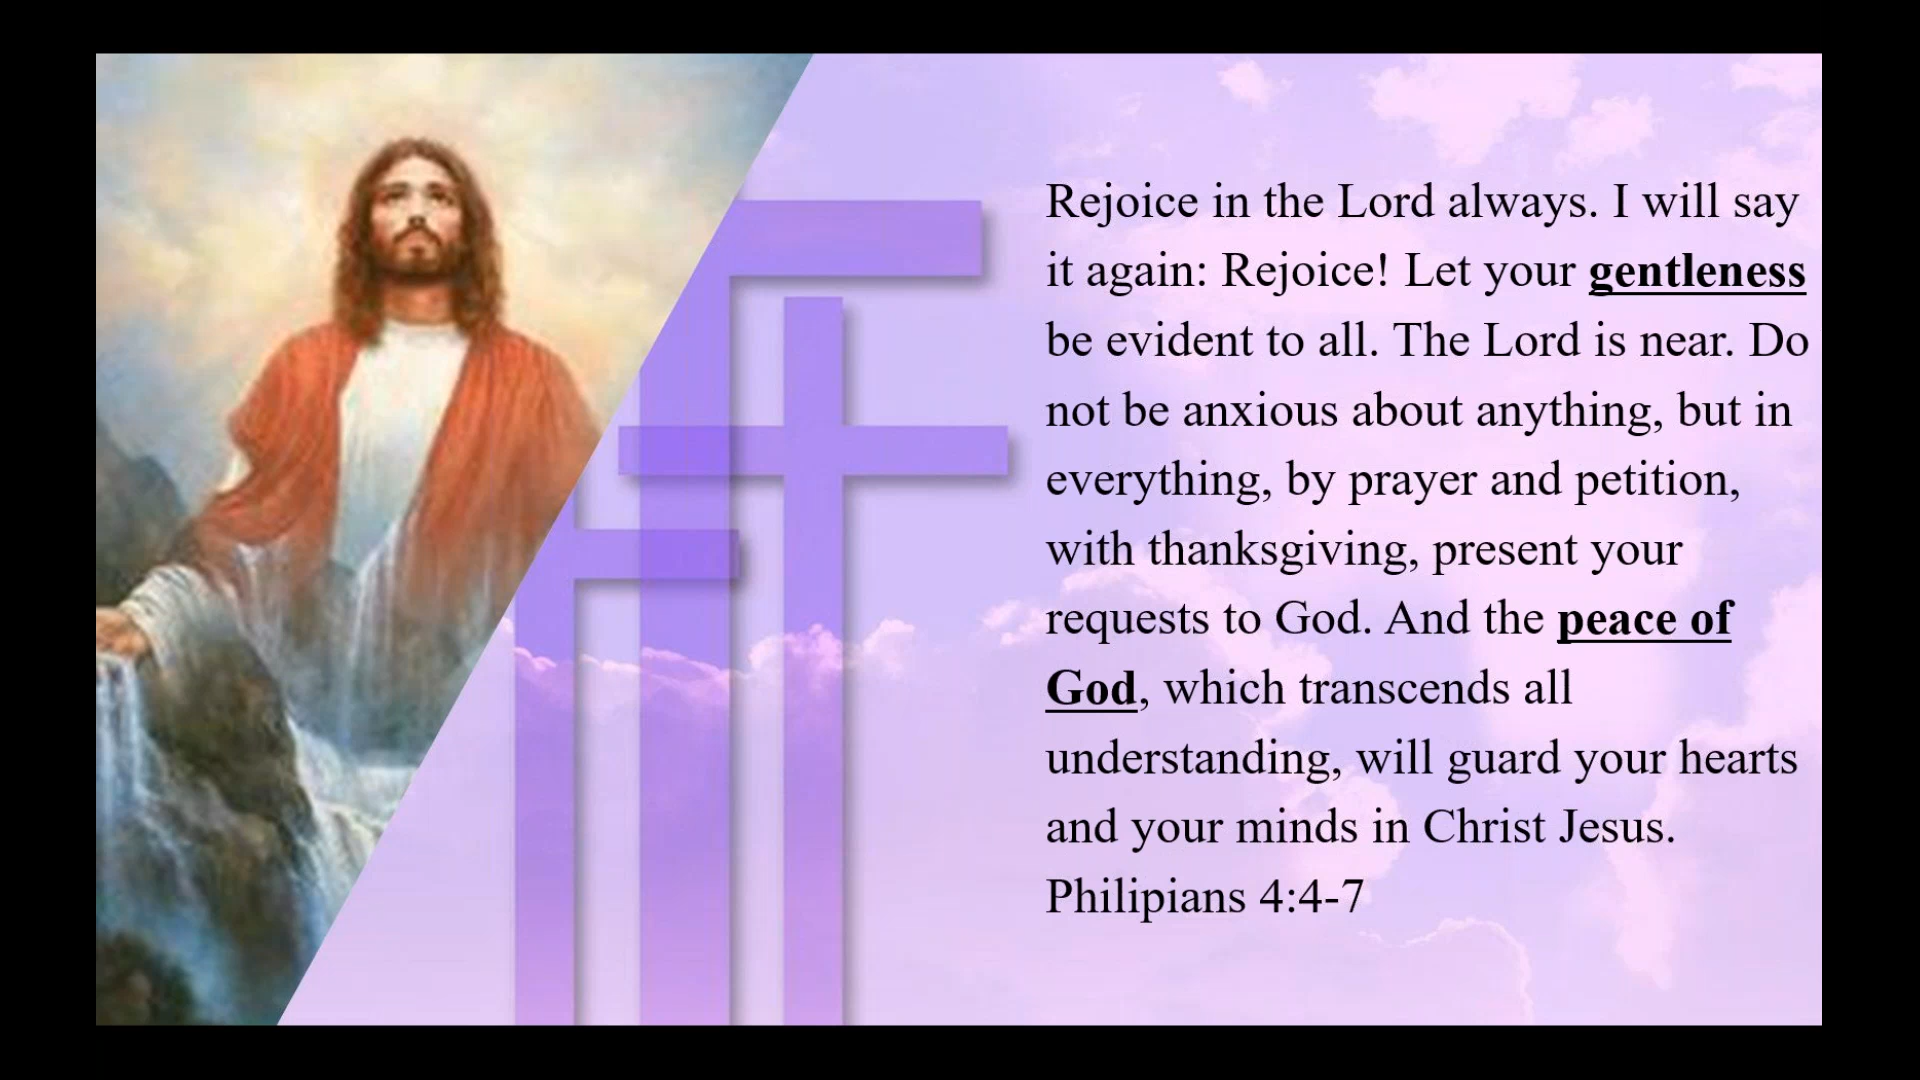 Rejoice in the Lord always. I will say
it again: Rejoice! Let your gentleness
be evident to all. The Lord is near. Do
not be anxious about anything, but in
everything, by prayer and petition,
with thanksgiving, present your
requests to God. And the peace of
God, which transcends all
understanding, will guard your hearts
and your minds in Christ Jesus.
Philipians 4:4-7